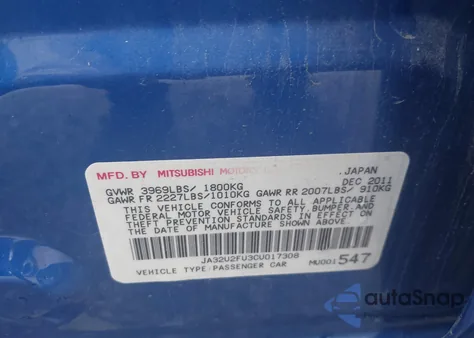 MFD. BY MITSUBISHI MOTORS JAPAN
GVWR 3969LBS/ 1800KG DEC 2011
GAWR FR 2227LBS/1010KG GAWR RR 2007LBS/ 910KG
THIS VEHICLE CONFORMS TO ALL APPLICABLE
FEDERAL MOTOR VEHICLE SAFETY,BUMPER,AND
THEFT PREVENTION STANDARDS IN EFFECT ON
THE DATE OF MANUFACTURE SHOWN ABOVE.
JA32U2FU3CU017308
VEHICLE TYPE/PASSENGER CAR MU001547
autoSnap